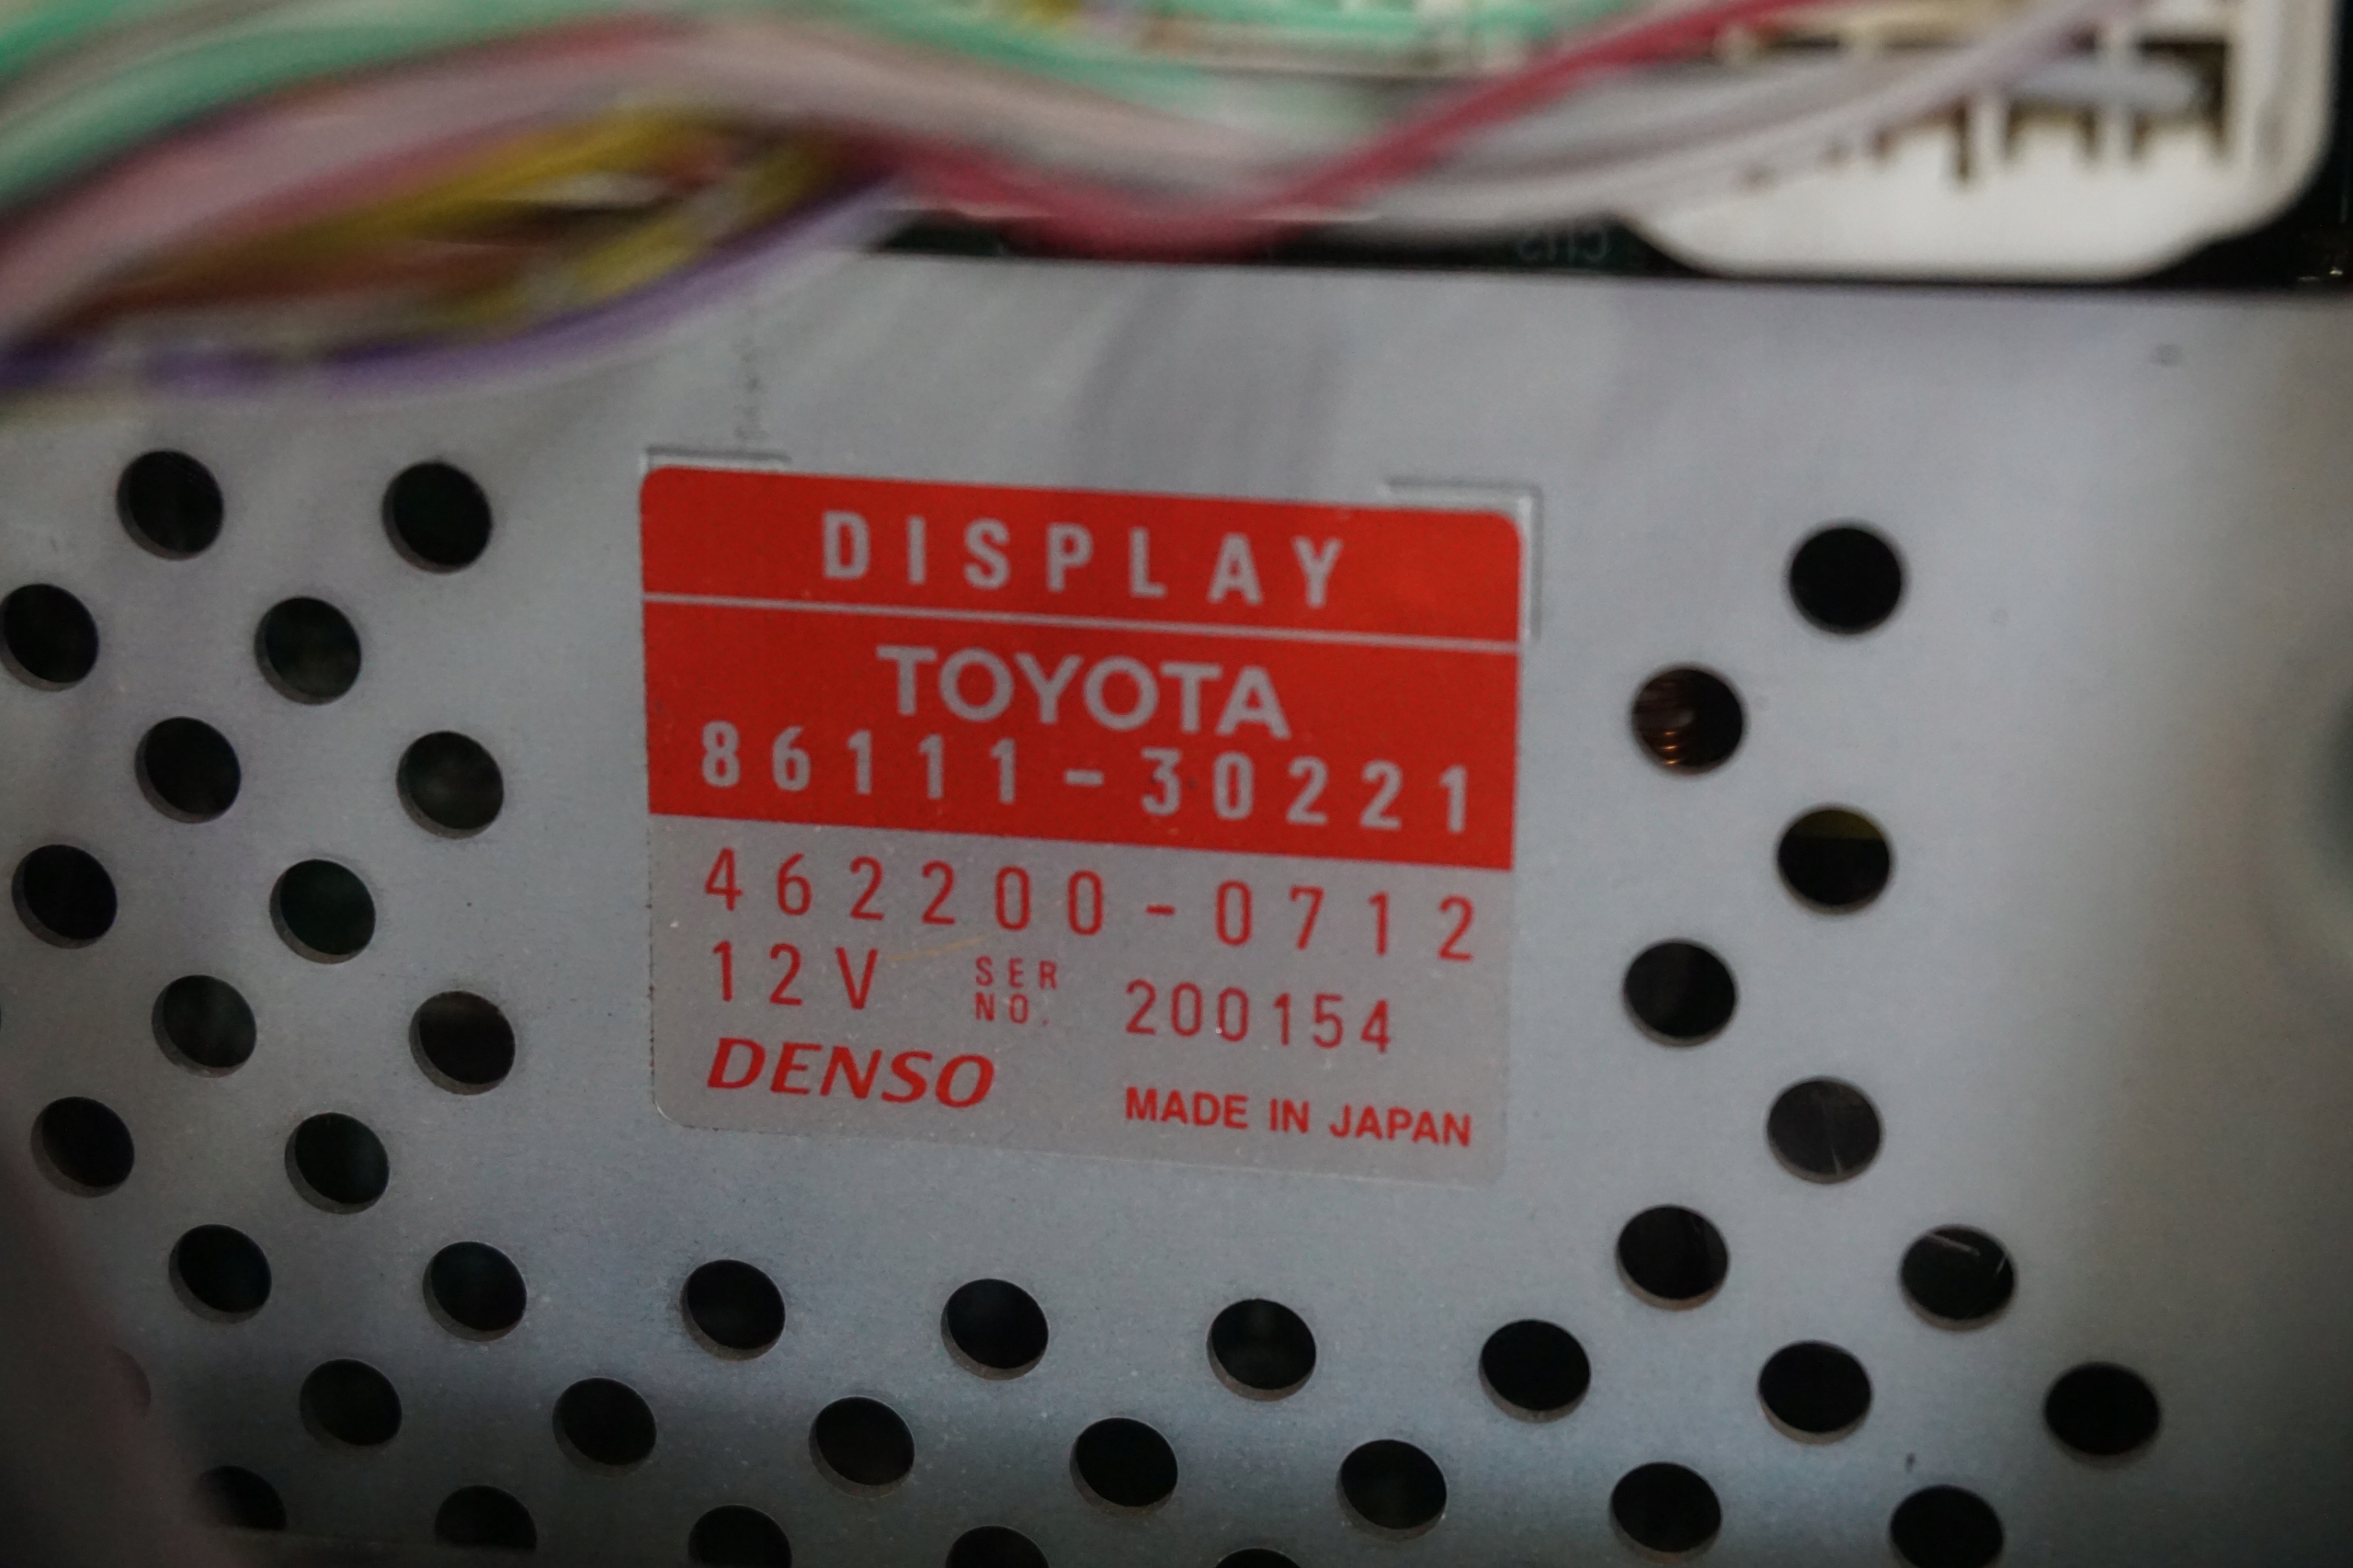 DISPLAY
TOYOTA
86111-30221
462200-0712
12V SER NO. 200154
DENSO MADE IN JAPAN